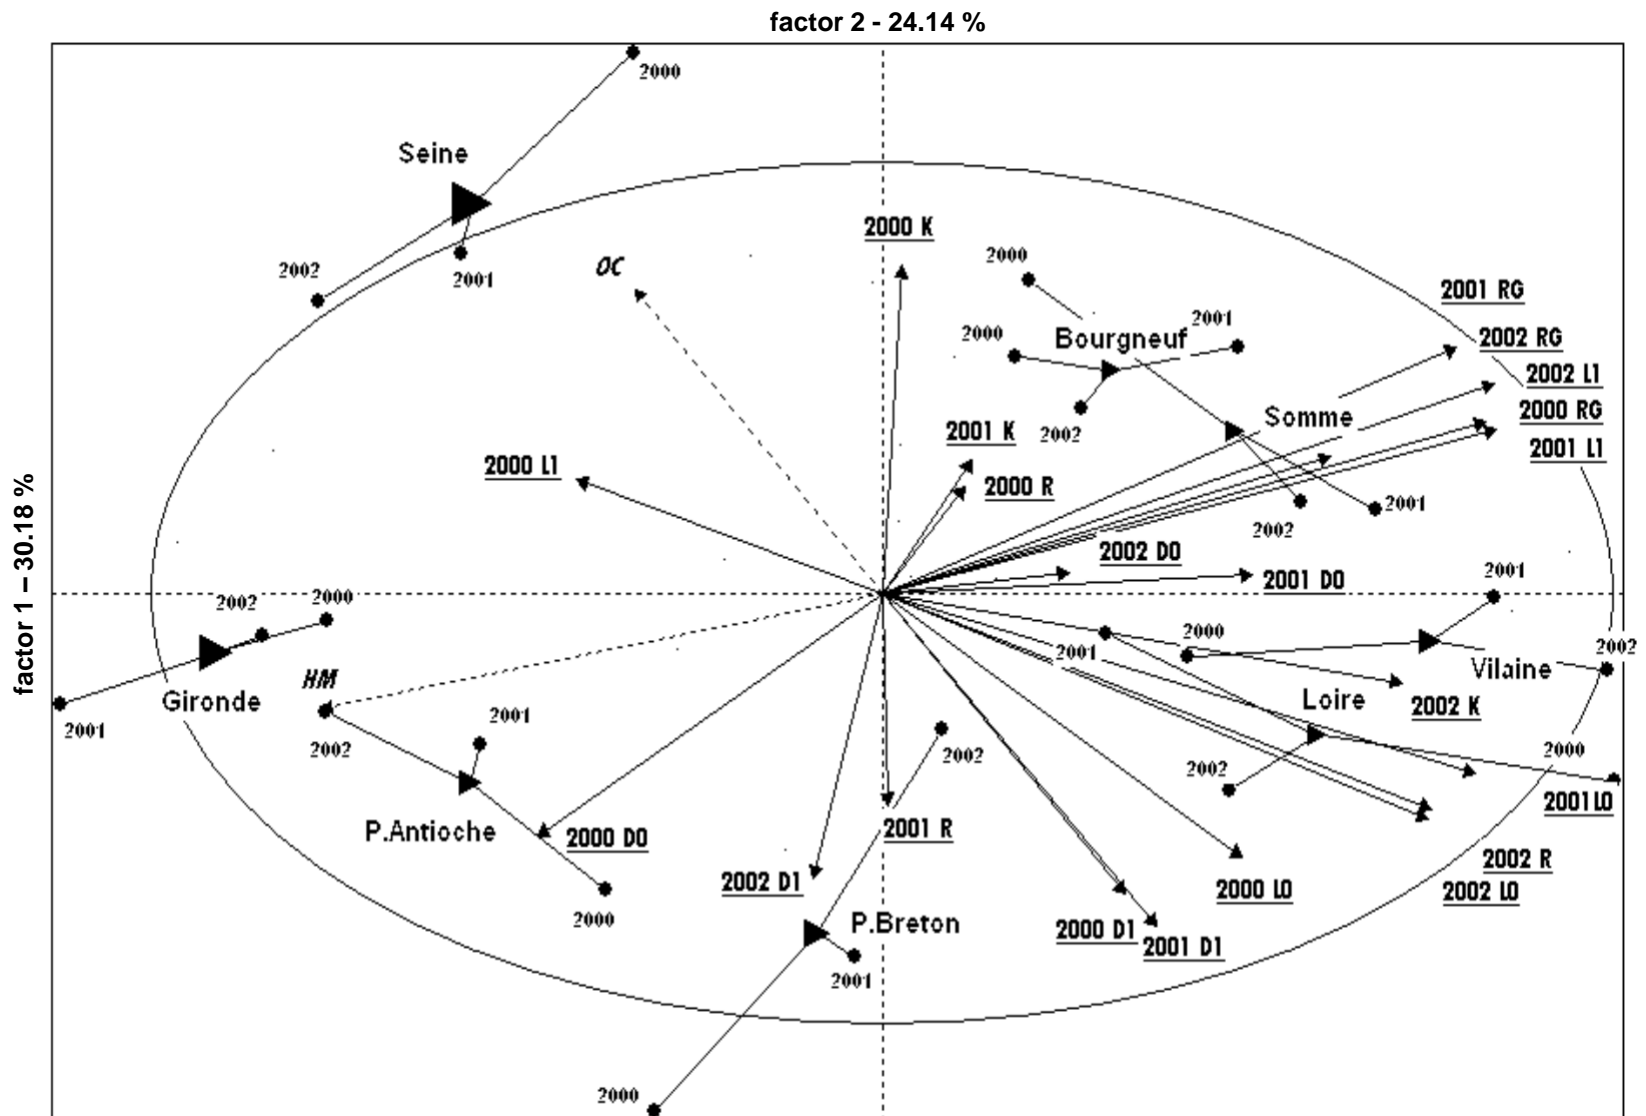 factor 2 - 24.14 %
2000
Seine
2000 K
2000
OC
2002
2001
2001 RG
2001
2000
Bourgneuf
2002 RG
2002 L1
2000 RG
Somme
2002
2001 K
2001 L1
2000 L1
2000 R
2001
2002
factor 1 – 30.18 %
2002 D0
2001 D0
2001
2002
2000
2000
2002
2001
Vilaine
HM
Gironde
Loire
2002 K
2001
2001
2002
2002
2000
2002
2001 L0
P.Antioche
2001 R
2000 D0
2002 R
2002 D1
2000 L0
2002 L0
2000
P.Breton
2000 D1
2001 D1
2001
2000